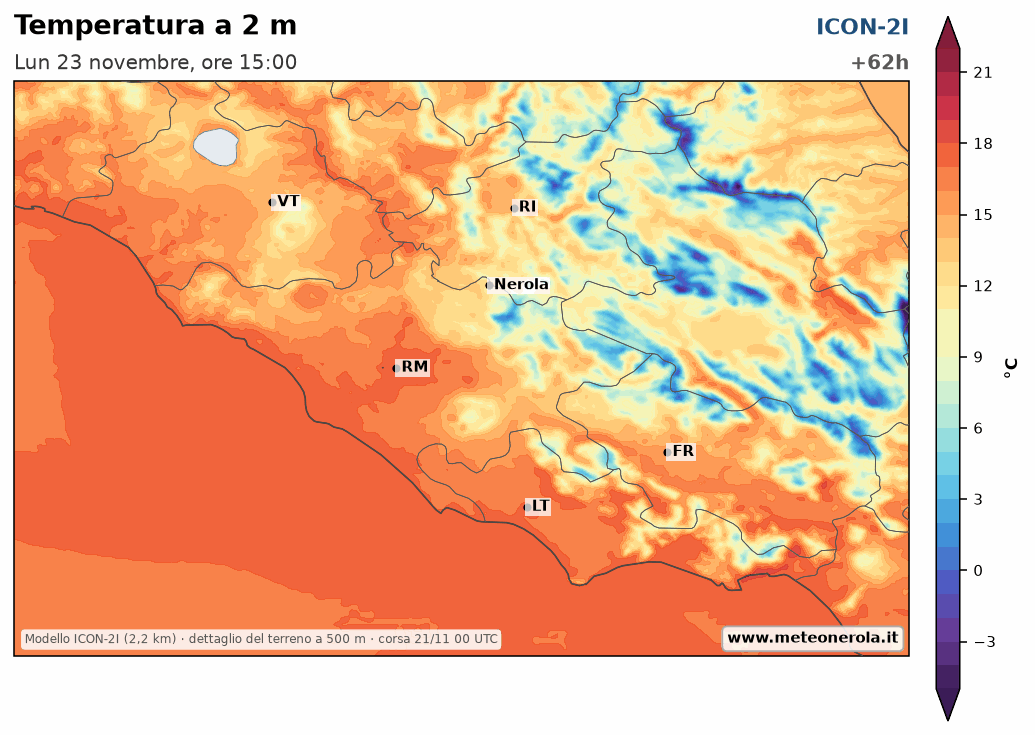 Temperatura a 2 m
ICON-2I
Lun 23 novembre, ore 15:00
+62h
VT
RI
Nerola
RM
FR
LT
Modello ICON-2I (2,2 km) · dettaglio del terreno a 500 m · corsa 21/11 00 UTC
www.meteonerola.it
21
18
15
12
9
6
3
0
−3
°C